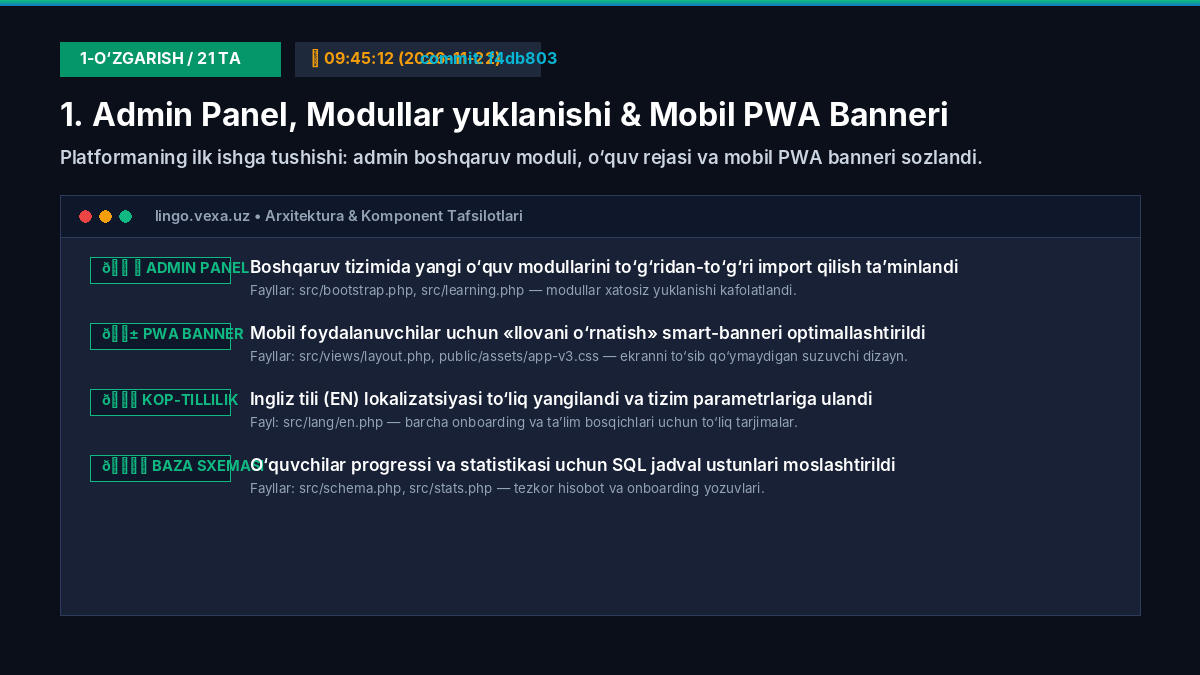 1-O‘ZGARISH / 21 TA
09:45:12 (2026-11-22)
commit:
1. Admin Panel, Modullar yuklanishi & Mobil PWA Banneri
Platformaning ilk ishga tushishi: admin boshqaruv moduli, o‘quv rejasi va mobil PWA banneri sozlandi.
lingo.vexa.uz • Arxitektura & Komponent Tafsilotlari
ADMIN PANEL
Boshqaruv tizimida yangi o‘quv modullarini to‘g‘ridan-to‘g‘ri import qilish ta’minlandi
Fayllar: src/bootstrap.php, src/learning.php — modullar xatosiz yuklanishi kafolatlandi.
PWA BANNER
Mobil foydalanuvchilar uchun «Ilovani o‘rnatish» smart-banneri optimallashtirildi
Fayllar: src/views/layout.php, public/assets/app-v3.css — ekranni to‘sib qo‘ymaydigan suzuvchi dizayn.
KOP-TILLILIK
Ingliz tili (EN) lokalizatsiyasi to‘liq yangilandi va tizim parametrlariga ulandi
Fayl: src/lang/en.php — barcha onboarding va ta’lim bosqichlari uchun to‘liq tarjimalar.
BAZA SXEMASI
O‘quvchilar progressi va statistikasi uchun SQL jadval ustunlari moslashtirildi
Fayllar: src/schema.php, src/stats.php — tezkor hisobot va onboarding yozuvlari.